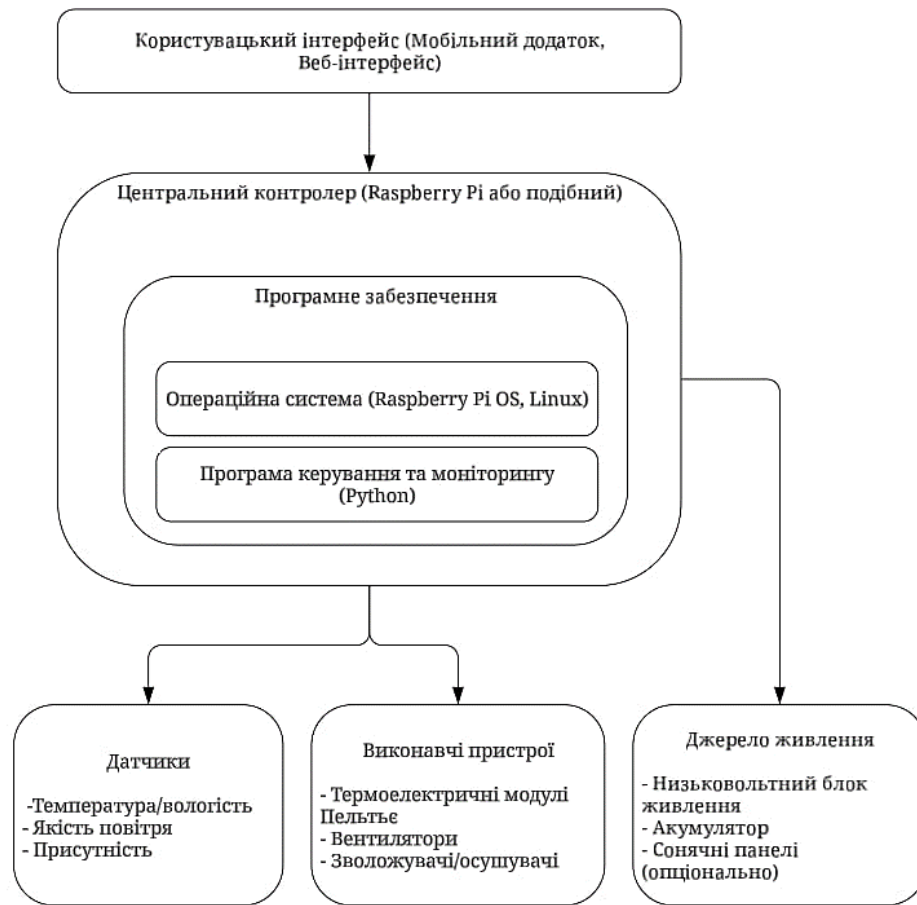 Користувацький інтерфейс (Мобільний додаток,
Веб-інтерфейс)
Центральний контролер (Raspberry Pi або подібний)
Програмне забезпечення
Операційна система (Raspberry Pi OS, Linux)
Програма керування та моніторингу
(Python)
Датчики
-Температура/вологість
- Якість повітря
- Присутність
Виконавчі пристрої
- Термоелектричні модулі
Пельтьє
- Вентилятори
- Зволожувачі/осушувачі
Джерело живлення
- Низьковольтний блок
живлення
- Акумулятор
- Сонячні панелі
(опціонально)